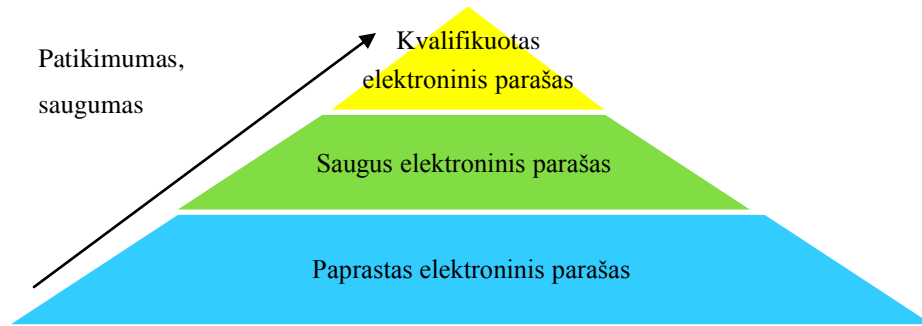 Patikimumas,
saugumas
Kvalifikuotas
elektroninis parašas
Saugus elektroninis parašas
Paprastas elektroninis parašas